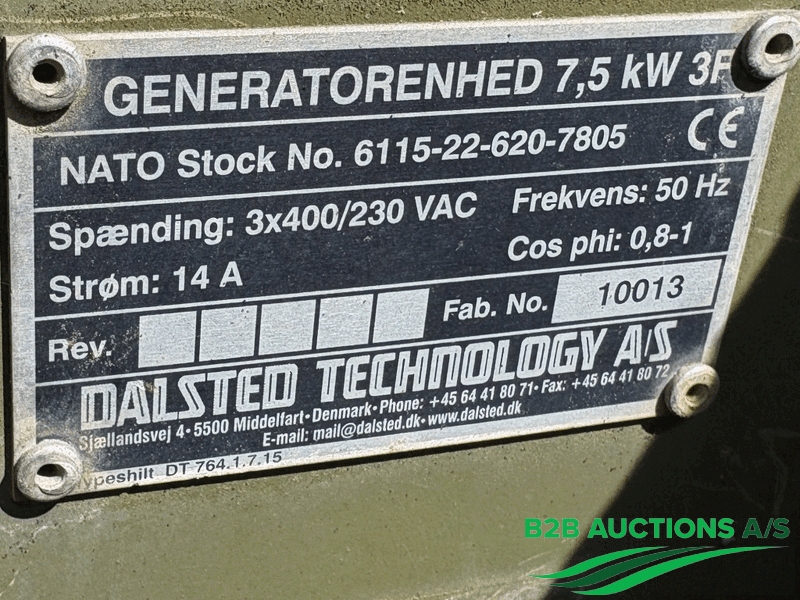 GENERATORENHED 7,5 kW 3F
NATO Stock No. 6115-22-620-7805 CE
Spænding: 3x400/230 VAC Frekvens: 50 Hz
Strøm: 14 A Cos phi: 0,8-1
Rev. Fab. No. 10013
DALSTED TECHNOLOGY A/S
Sjællandsvej 4 • 5500 Middelfart • Denmark • Phone: +45 64 41 80 71 • Fax: +45 64 41 80 72
E-mail: mail@dalsted.dk • www.dalsted.dk
ypeshilt DT 764.1.7.15
B2B AUCTIONS A/S